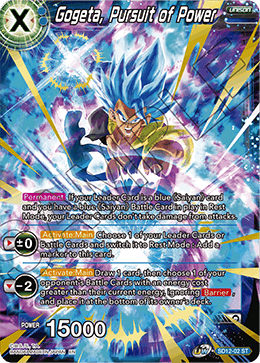 X
Gogeta, Pursuit of Power
UNISON
Permanent If your Leader Card is a blue (Saiyan) card
and you have a blue (Saiyan) Battle Card in play in Rest
Mode, your Leader Cards don't take damage from attacks.
±0 Activate:Main Choose 1 of your Leader Cards or
Battle Cards and switch it to Rest Mode : Add a
marker to this card.
-2 Activate:Main Draw 1 card, then choose 1 of your
opponent's Battle Cards with an energy cost
greater than their current energy, ignoring Barrier,
and place it at the bottom of its owner's deck.
POWER 15000
SD12-02 ST